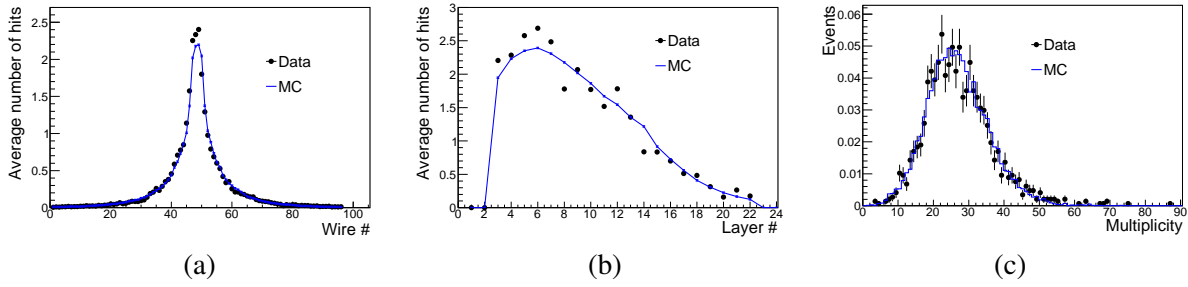 Average number of hits
2.5
2
1.5
1
0.5
0 20 40 60 80 100
Wire #
Data
MC
(a)
Average number of hits
3
2.5
2
1.5
1
0.5
0
0 2 4 6 8 10 12 14 16 18 20 22 24
Layer #
Data
MC
(b)
Events
0.06
0.05
0.04
0.03
0.02
0.01
0
0 10 20 30 40 50 60 70 80 90
Multiplicity
Data
MC
(c)